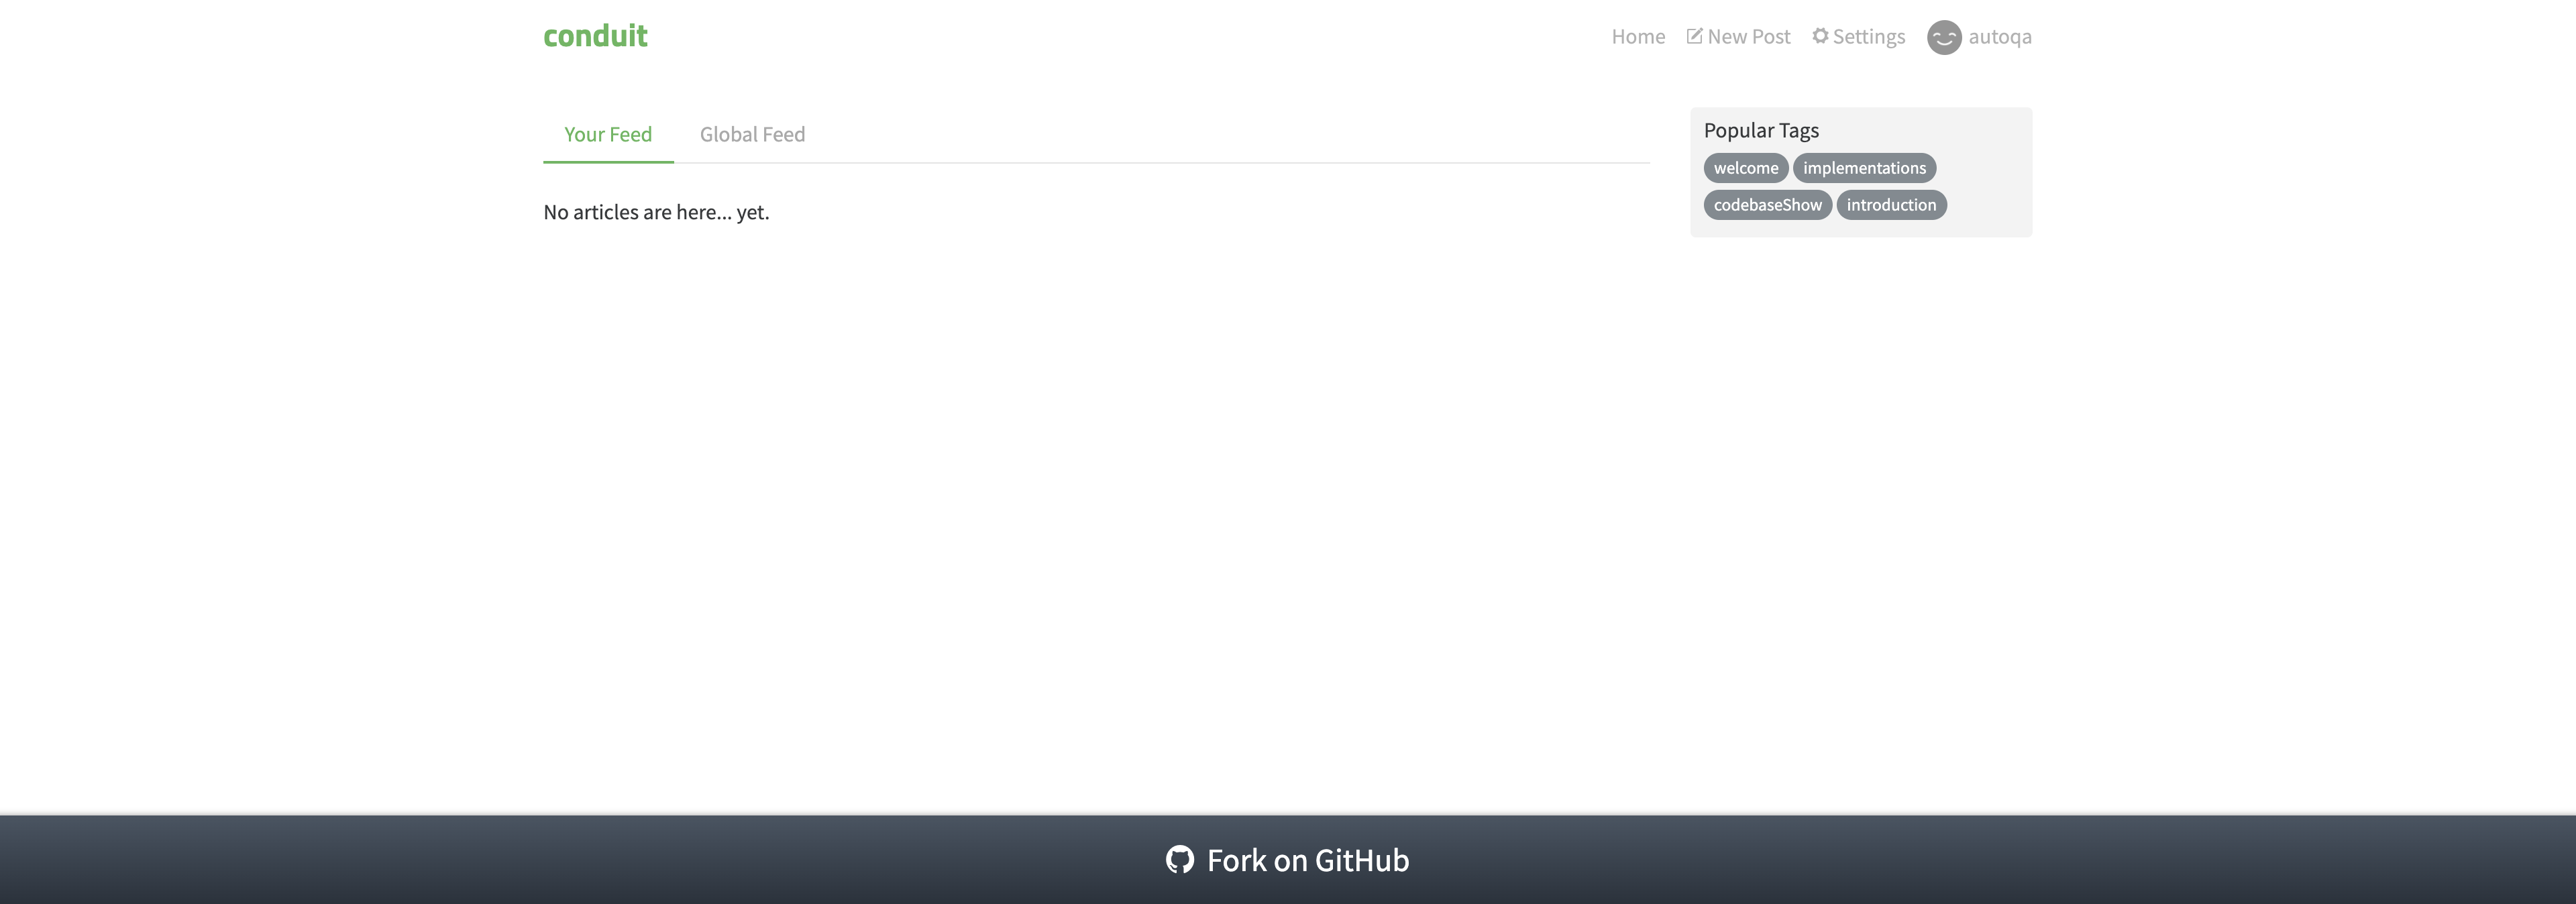 conduit
Home New Post Settings autoqa
Your Feed Global Feed
No articles are here... yet.
Popular Tags
welcome implementations
codebaseShow introduction
Fork on GitHub